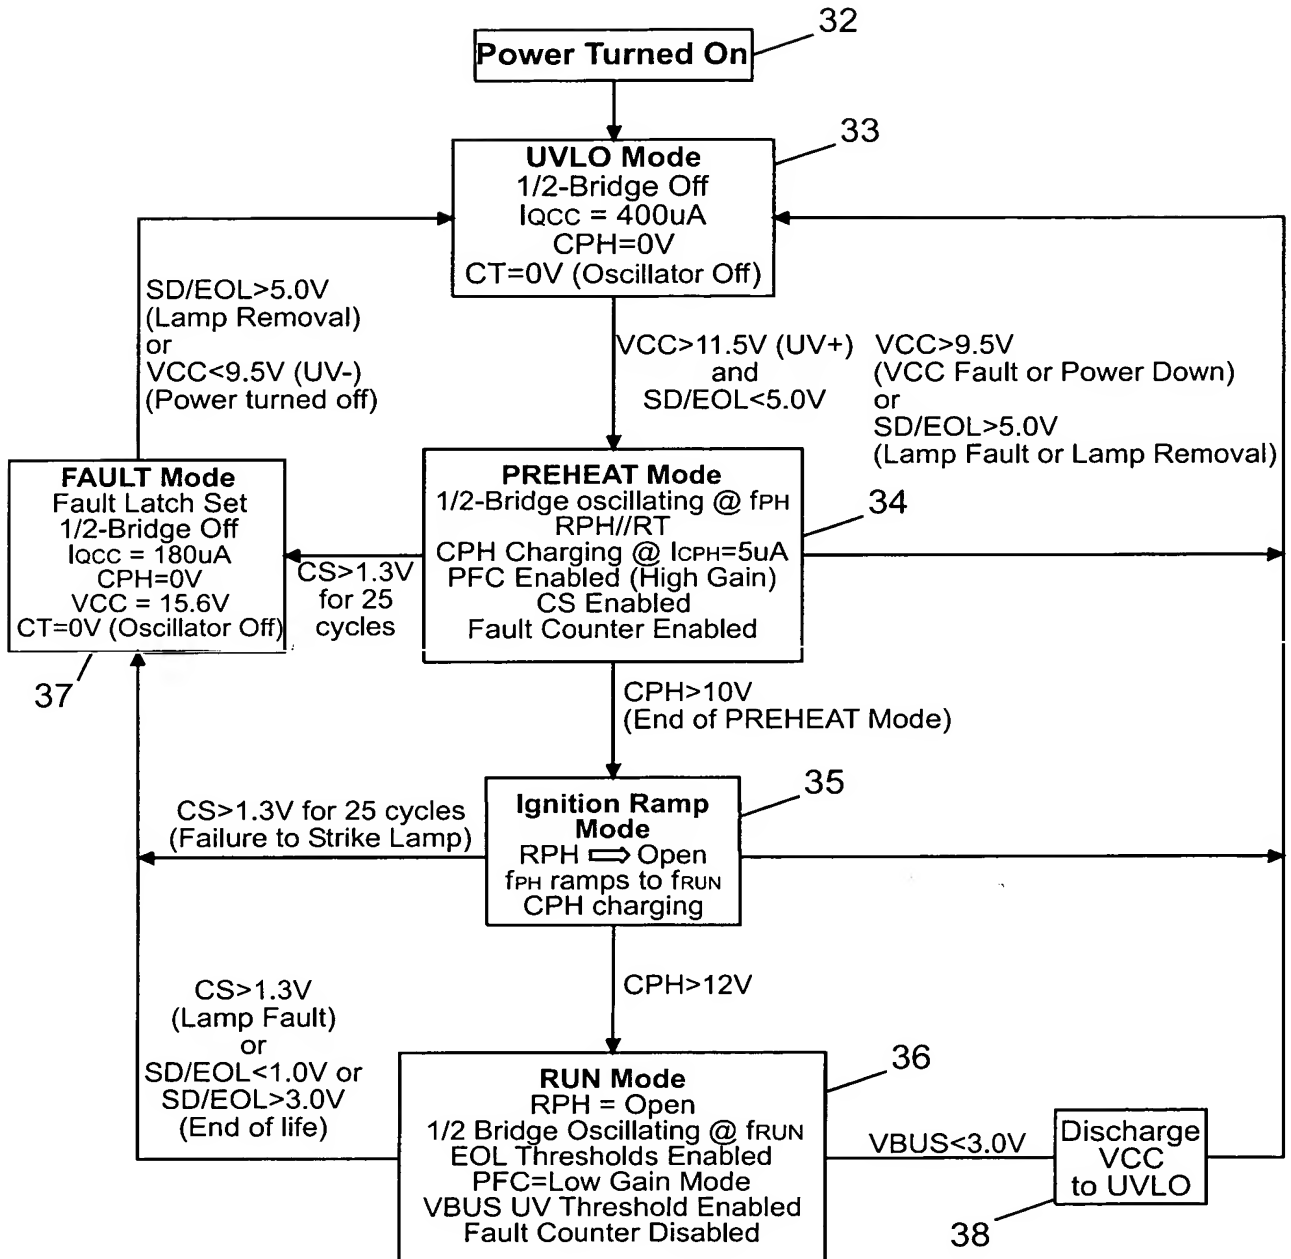 32
Power Turned On
33
UVLO Mode
1/2-Bridge Off
IQCC = 400uA
CPH=0V
CT=0V (Oscillator Off)
SD/EOL>5.0V
(Lamp Removal)
or
VCC<9.5V (UV-)
(Power turned off)
VCC>11.5V (UV+)
and
SD/EOL<5.0V
VCC>9.5V
(VCC Fault or Power Down)
or
SD/EOL>5.0V
(Lamp Fault or Lamp Removal)
FAULT Mode
Fault Latch Set
1/2-Bridge Off
IQCC = 180uA
CPH=0V
VCC = 15.6V
CT=0V (Oscillator Off)
37
CS>1.3V
for 25
cycles
PREHEAT Mode
1/2-Bridge oscillating @ fPH
RPH//RT
CPH Charging @ ICPH=5uA
PFC Enabled (High Gain)
CS Enabled
Fault Counter Enabled
34
CPH>10V
(End of PREHEAT Mode)
CS>1.3V for 25 cycles
(Failure to Strike Lamp)
Ignition Ramp
Mode
RPH ⇨ Open
fPH ramps to fRUN
CPH charging
35
CPH>12V
CS>1.3V
(Lamp Fault)
or
SD/EOL<1.0V or
SD/EOL>3.0V
(End of life)
RUN Mode
RPH = Open
1/2 Bridge Oscillating @ fRUN
EOL Thresholds Enabled
PFC=Low Gain Mode
VBUS UV Threshold Enabled
Fault Counter Disabled
36
VBUS<3.0V
Discharge
VCC
to UVLO
38